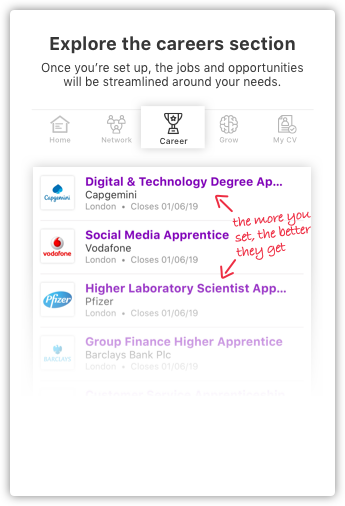 Explore the careers section
Once you're set up, the jobs and opportunities
will be streamlined around your needs.
Home Network Career Grow My CV
Digital & Technology Degree Ap...
Capgemini
Capgemini
London • Closes 01/06/19
the more you
set, the better
they get
Social Media Apprentice
vodafone
Vodafone
London • Closes 01/06/19
Higher Laboratory Scientist App...
Pfizer
Pfizer
London • Closes 01/06/19
Group Finance Higher Apprentice
BARCLAYS
Barclays Bank Plc
London • Closes 01/06/19